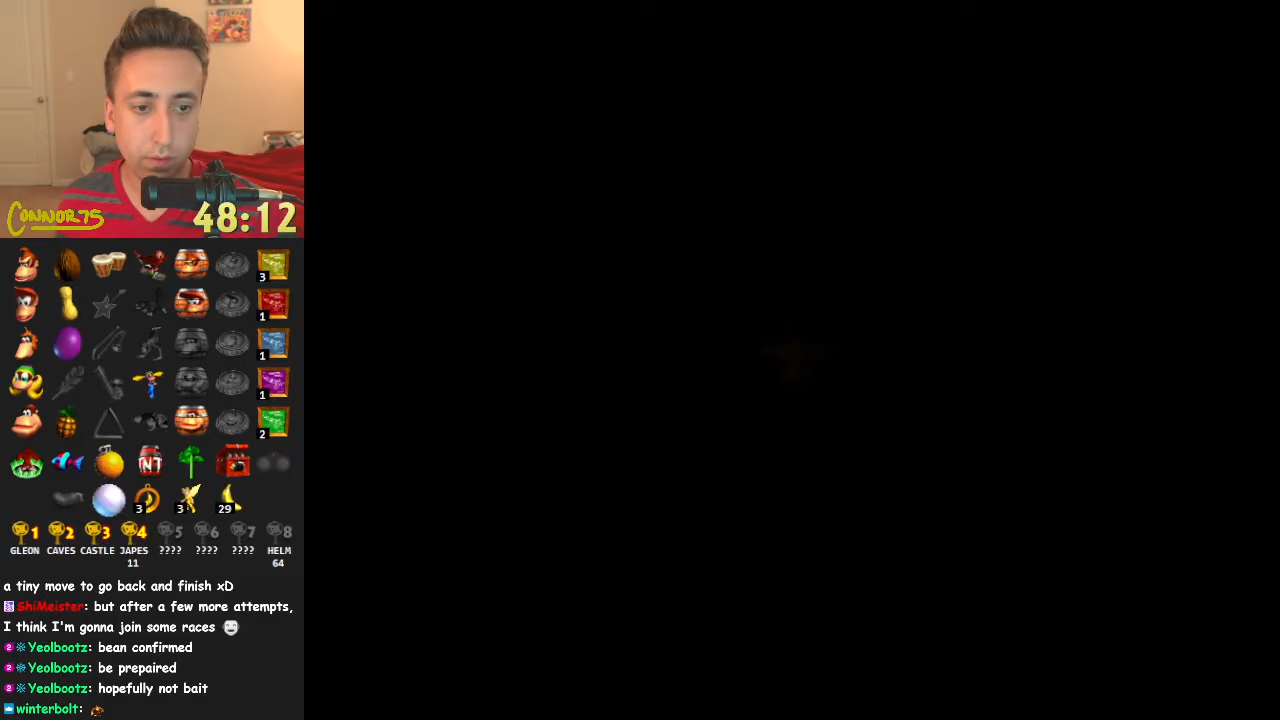 CONNOR75
48:12
3
1
1
1
2
NT
3 3 29
1 2 3 4 5 6 7 8
GLEON CAVES CASTLE JAPES ???? ???? ???? HELM
11 64
a tiny move to go back and finish xD
ShiMeister: but after a few more attempts,
I think I'm gonna join some races
Yeolbootz: bean confirmed
Yeolbootz: be prepaired
Yeolbootz: hopefully not bait
winterbolt: